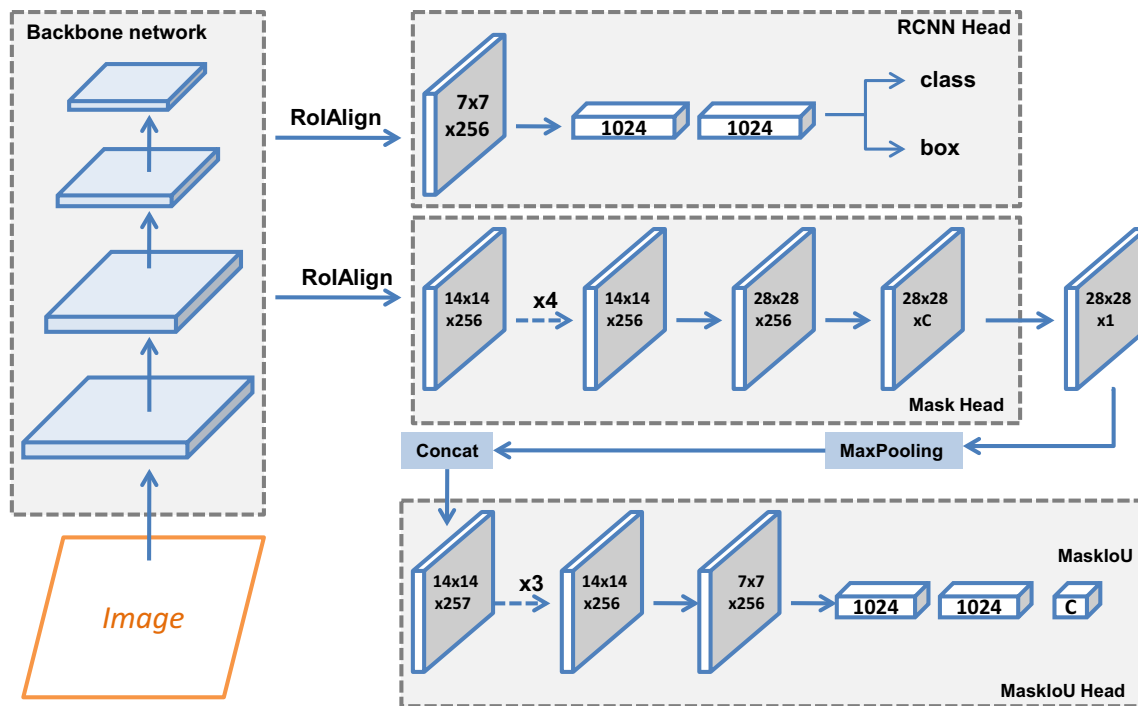 Backbone network
RoIAlign
RCNN Head
7x7
x256
1024
1024
class
box
RoIAlign
14x14
x256
x4
14x14
x256
28x28
x256
28x28
xC
28x28
x1
Mask Head
Concat
MaxPooling
Image
14x14
x257
x3
14x14
x256
7x7
x256
1024
1024
MaskIoU
C
MaskIoU Head